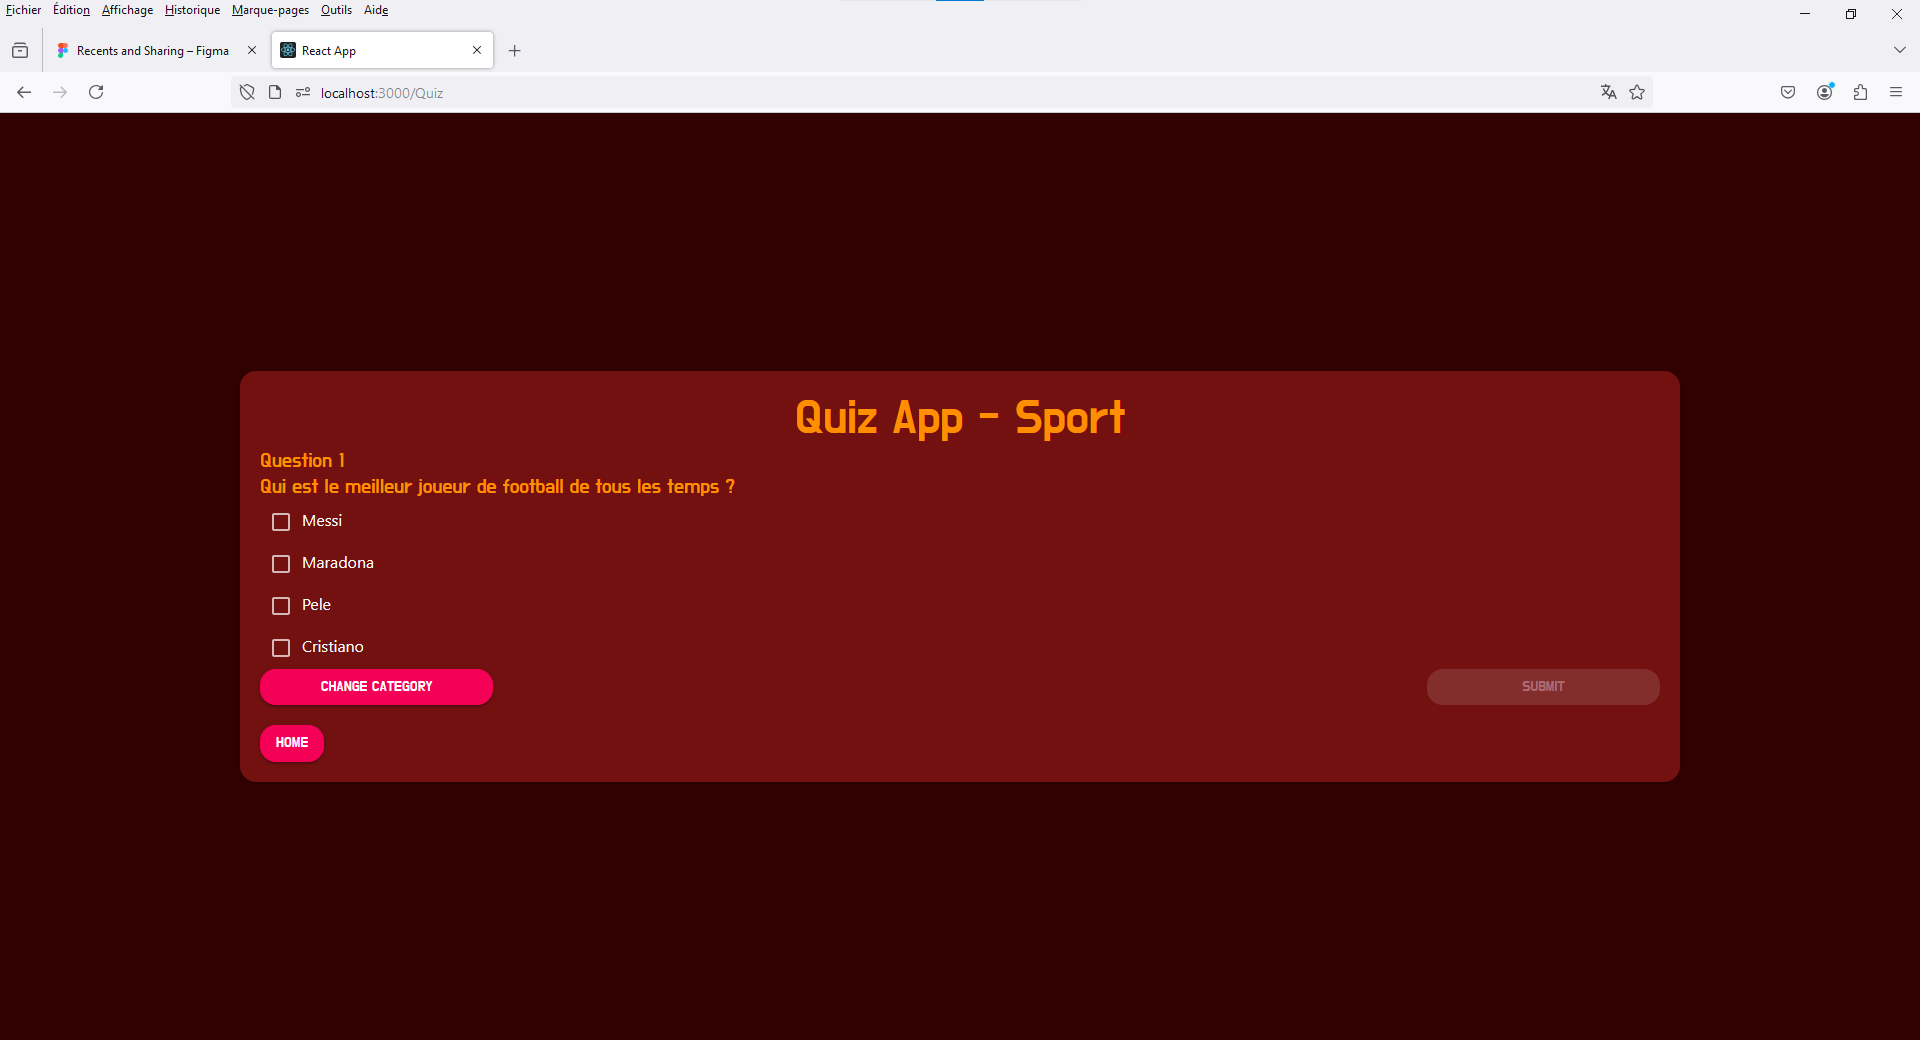 Fichier Édition Affichage Historique Marque-pages Outils Aide
Recents and Sharing – Figma React App
localhost:3000/Quiz
Quiz App - Sport
Question 1
Qui est le meilleur joueur de football de tous les temps ?
Messi
Maradona
Pele
Cristiano
CHANGE CATEGORY SUBMIT
HOME